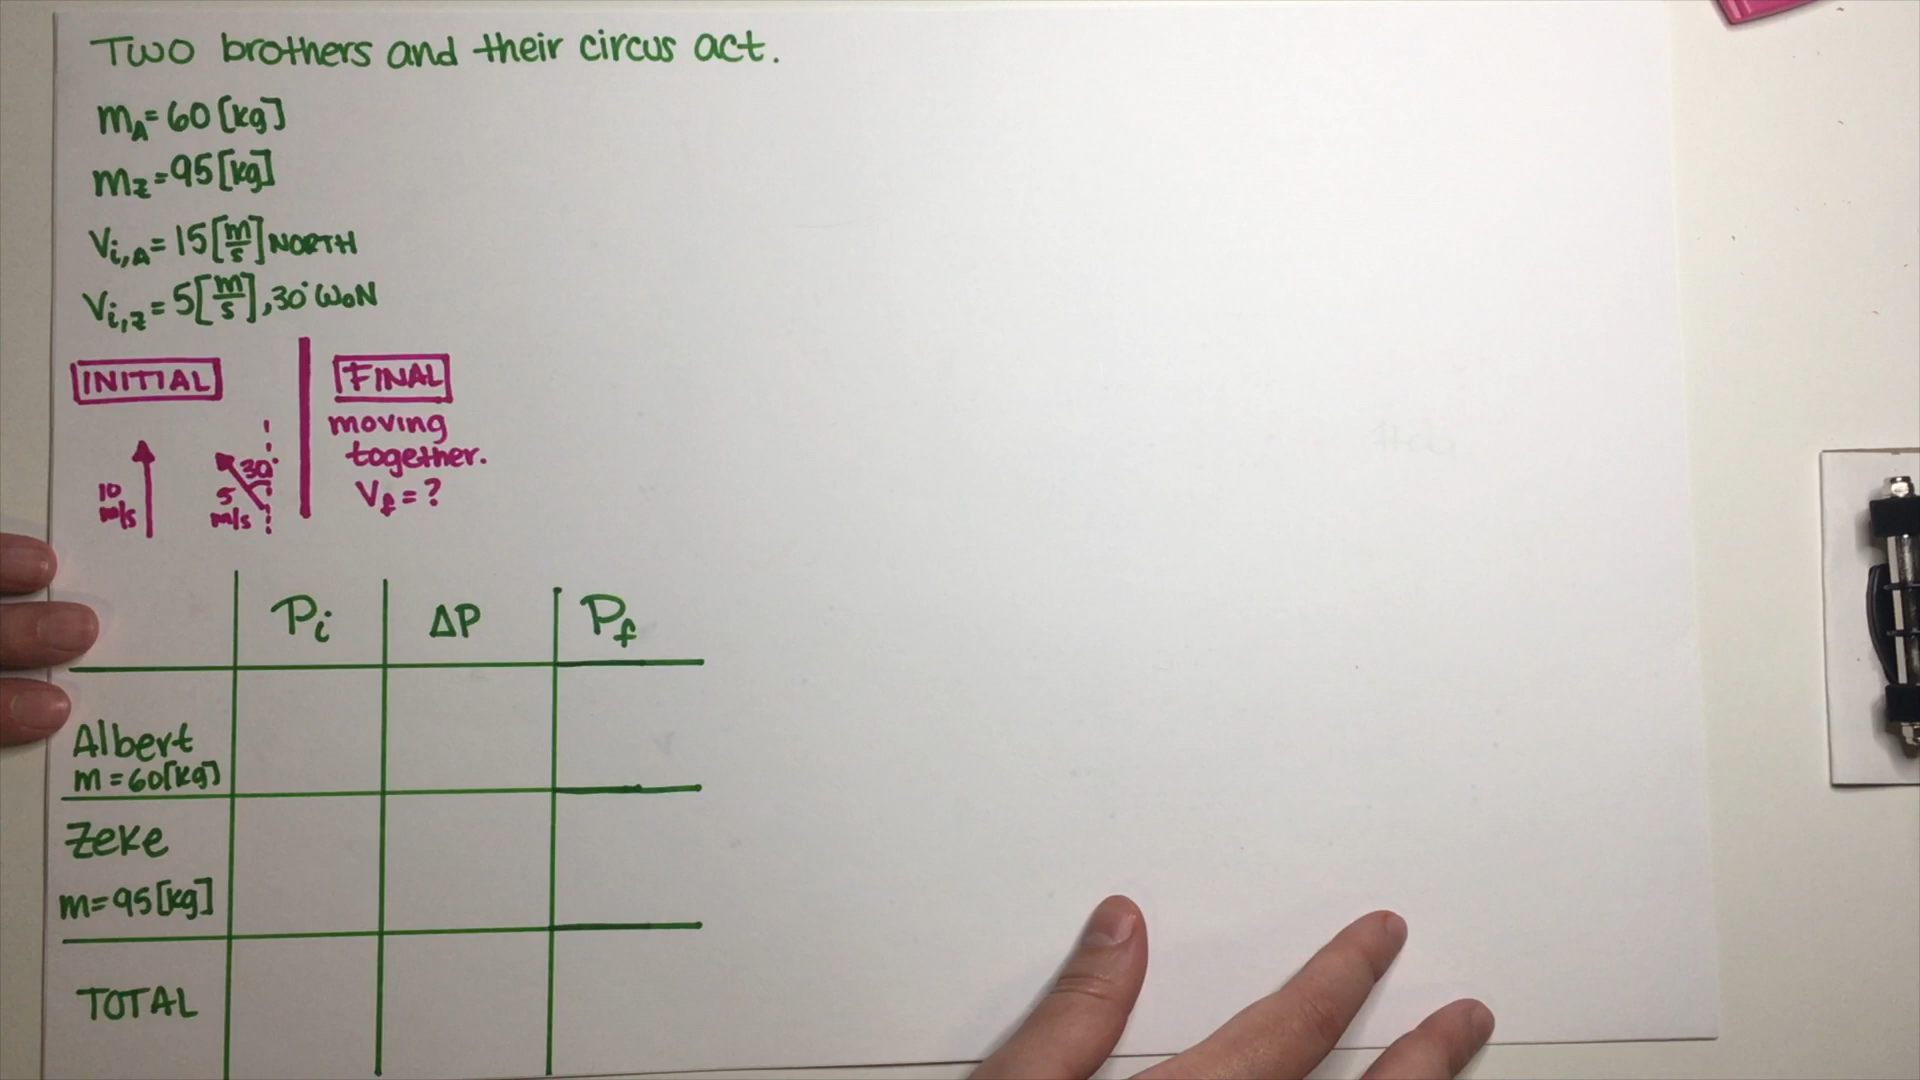 Two brothers and their circus act.
mA = 60 [kg]
mz = 95 [kg]
Vi,A = 15 [m/s] NORTH
Vi,z = 5 [m/s], 30° WoN
INITIAL
10 m/s
5 m/s
30°
FINAL
moving
together.
Vf = ?
Pi ΔP Pf
Albert
m = 60[kg]
Zeke
m = 95[kg]
TOTAL